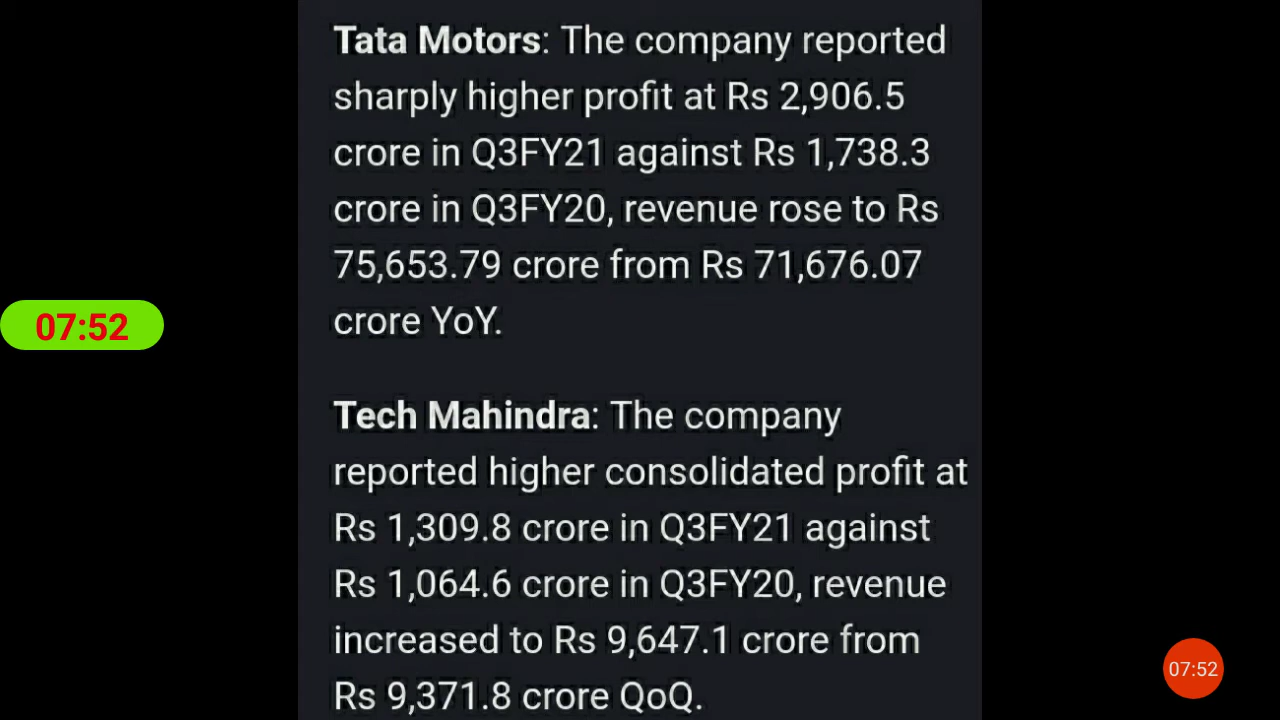 Tata Motors: The company reported
sharply higher profit at Rs 2,906.5
crore in Q3FY21 against Rs 1,738.3
crore in Q3FY20, revenue rose to Rs
75,653.79 crore from Rs 71,676.07
crore YoY.
07:52
Tech Mahindra: The company
reported higher consolidated profit at
Rs 1,309.8 crore in Q3FY21 against
Rs 1,064.6 crore in Q3FY20, revenue
increased to Rs 9,647.1 crore from
Rs 9,371.8 crore QoQ.
07:52